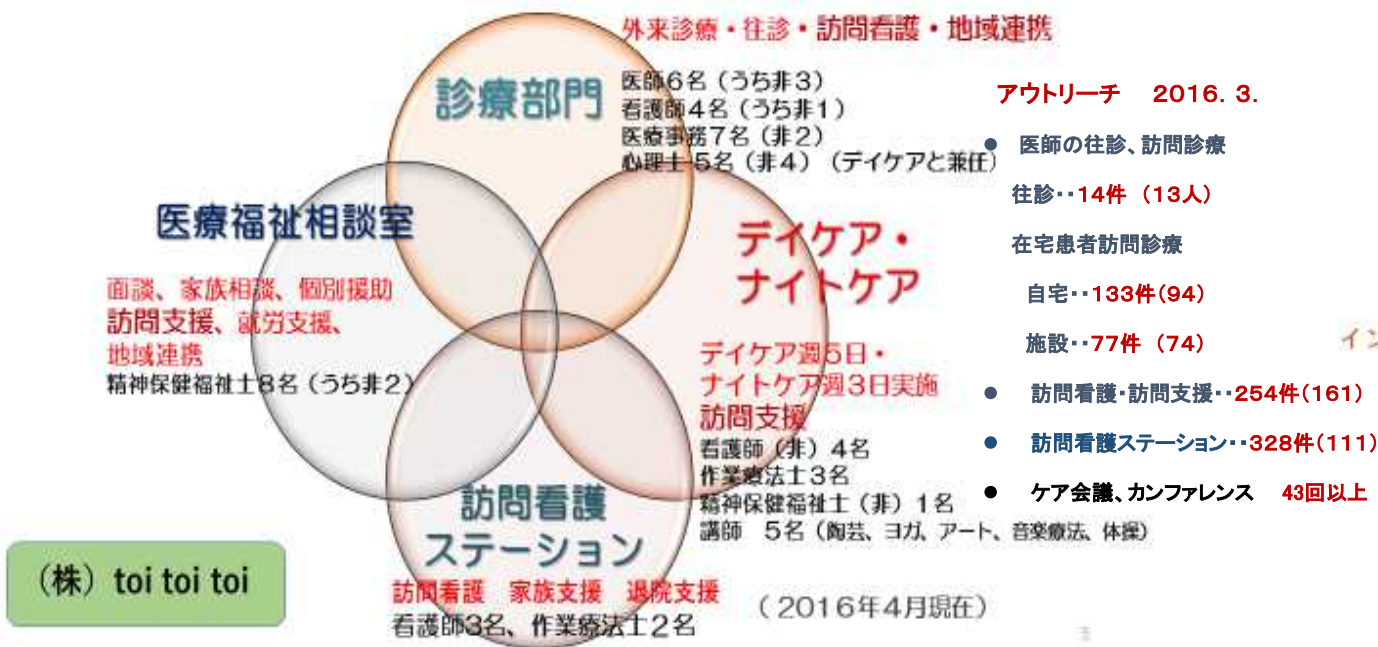 外来診療・往診・訪問看護・地域連携
診療部門
医師6名（うち非3）
看護師4名（うち非1）
医療事務7名（非2）
心理士5名（非4）（デイケアと兼任）
医療福祉相談室
面談、家族相談、個別援助
訪問支援、就労支援、
地域連携
精神保健福祉士8名（うち非2）
デイケア・
ナイトケア
デイケア週5日・
ナイトケア週3日実施
訪問支援
看護師（非）4名
作業療法士3名
精神保健福祉士（非）1名
講師　5名（陶芸、ヨガ、アート、音楽療法、体操）
訪問看護
ステーション
訪問看護　家族支援　退院支援
看護師3名、作業療法士2名
（2016年4月現在）
（株）toi toi toi
アウトリーチ　2016. 3.
● 医師の往診、訪問診療
往診‥14件（13人）
在宅患者訪問診療
自宅‥133件(94)
施設‥77件（74）
● 訪問看護・訪問支援‥254件(161)
● 訪問看護ステーション‥328件(111)
● ケア会議、カンファレンス　43回以上